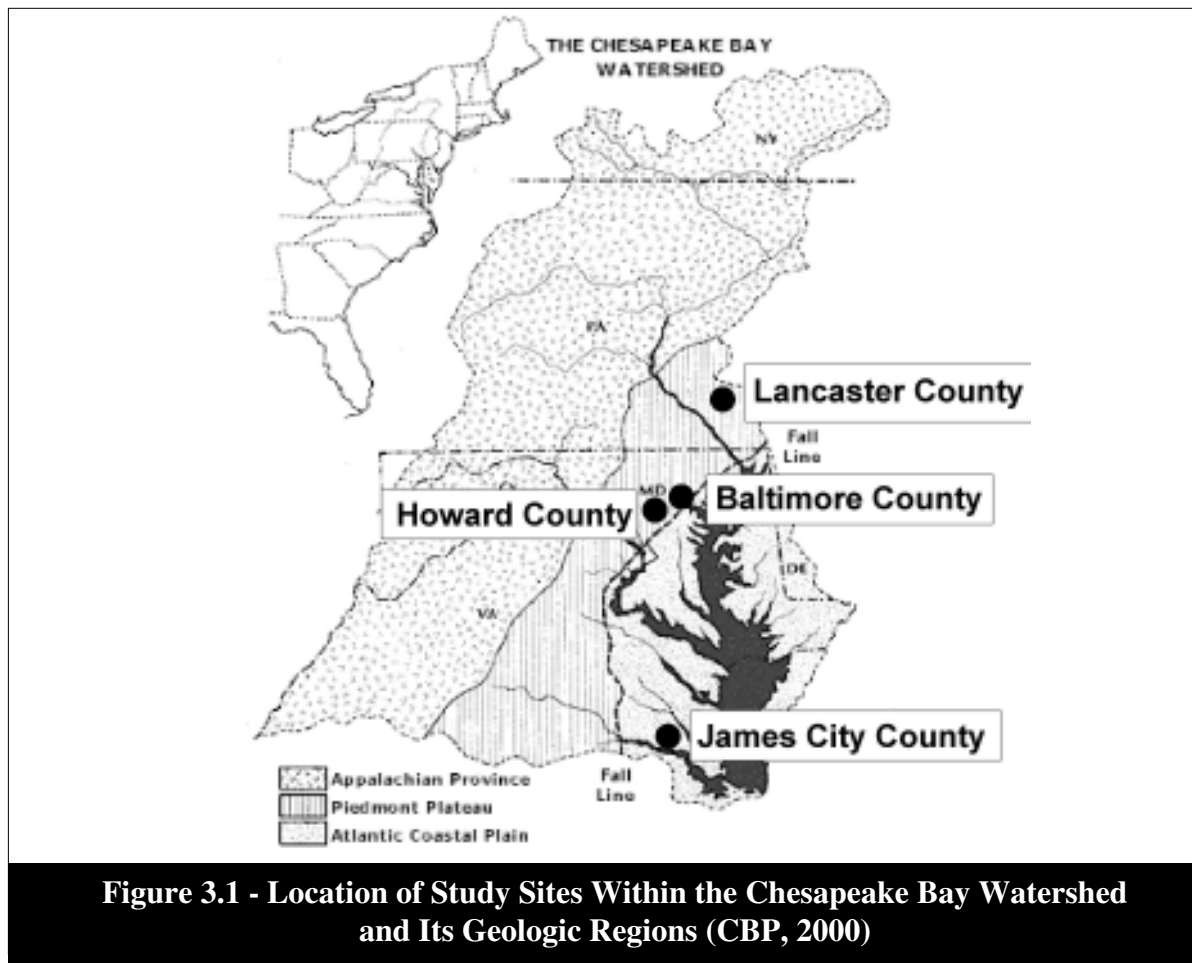 THE CHESAPEAKE BAY
WATERSHED
NY
PA
Lancaster County
Fall
Line
MD
Baltimore County
Howard County
DE
VA
James City County
Fall
Line
Appalachian Province
Piedmont Plateau
Atlantic Coastal Plain
Figure 3.1 - Location of Study Sites Within the Chesapeake Bay Watershed
and Its Geologic Regions (CBP, 2000)